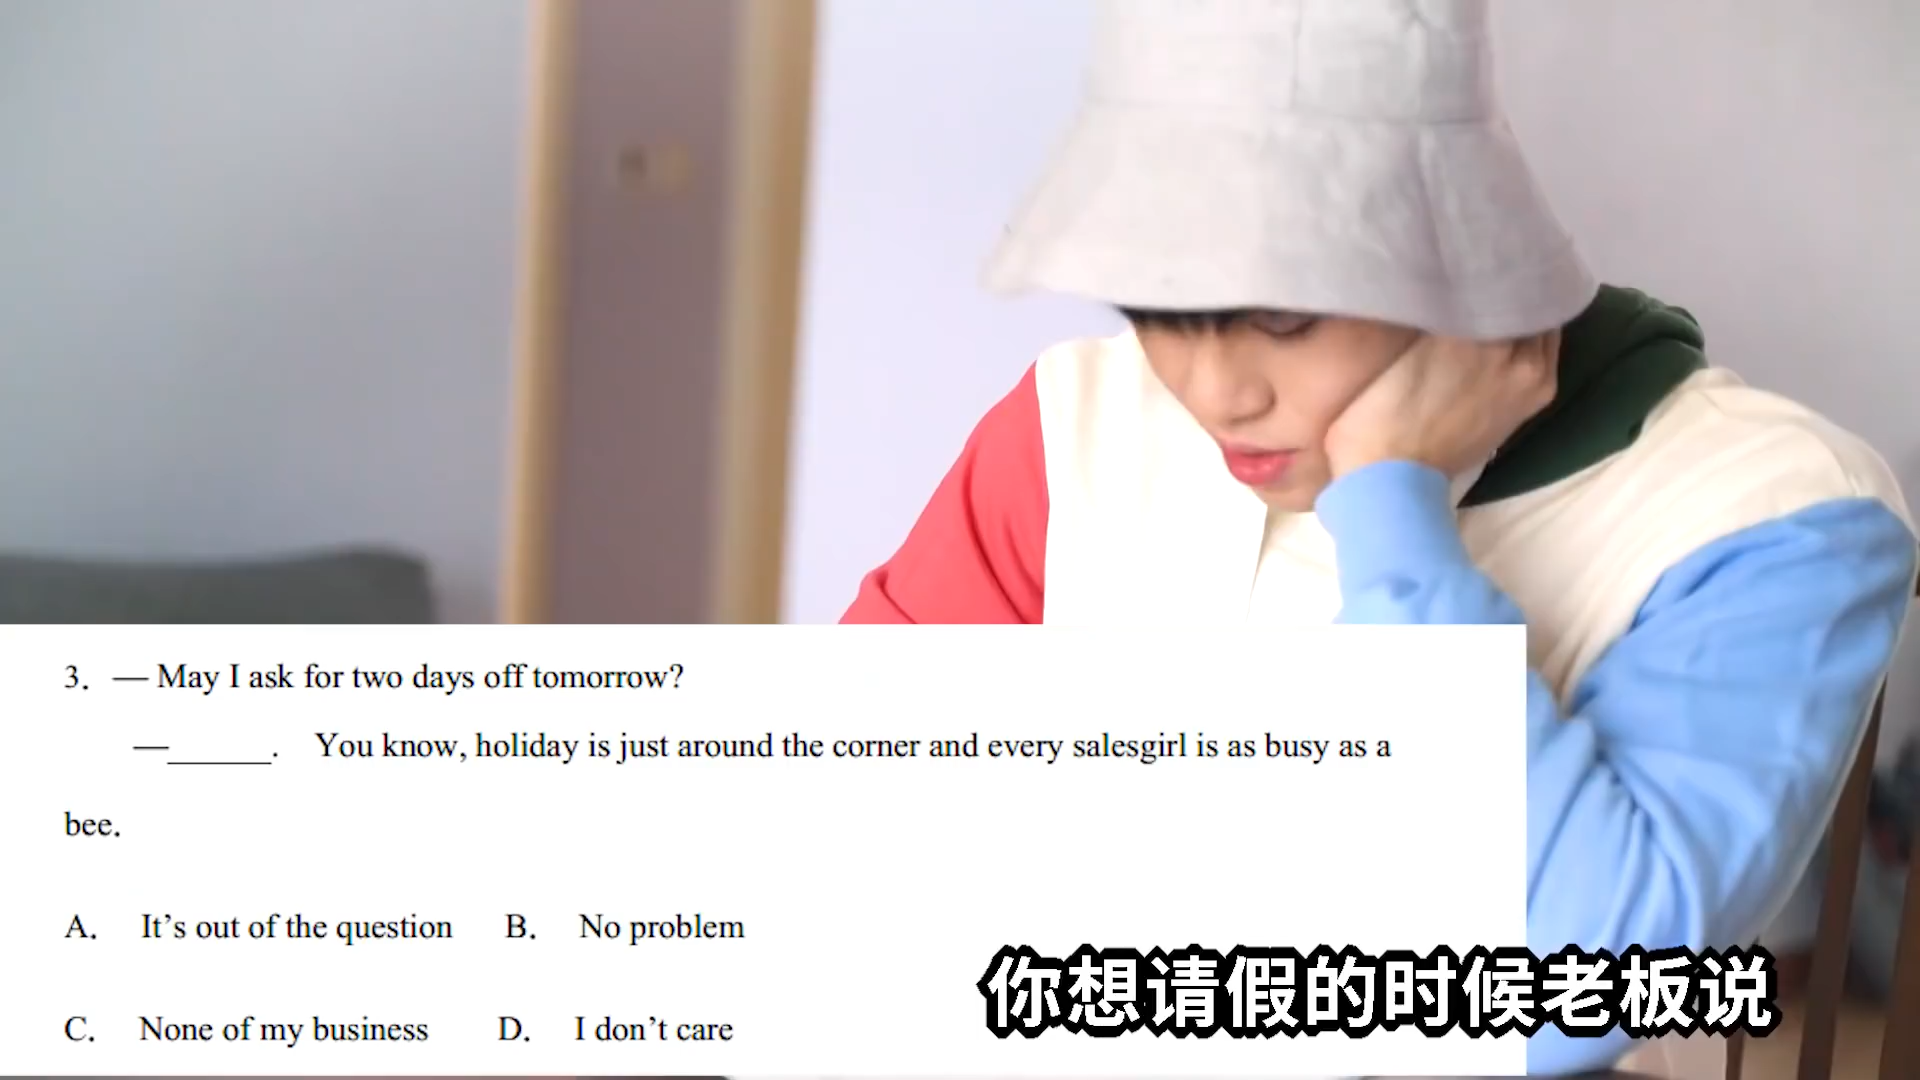 3. — May I ask for two days off tomorrow?
—______. You know, holiday is just around the corner and every salesgirl is as busy as a
bee.
A. It’s out of the question B. No problem
C. None of my business D. I don’t care
你想请假的时候老板说